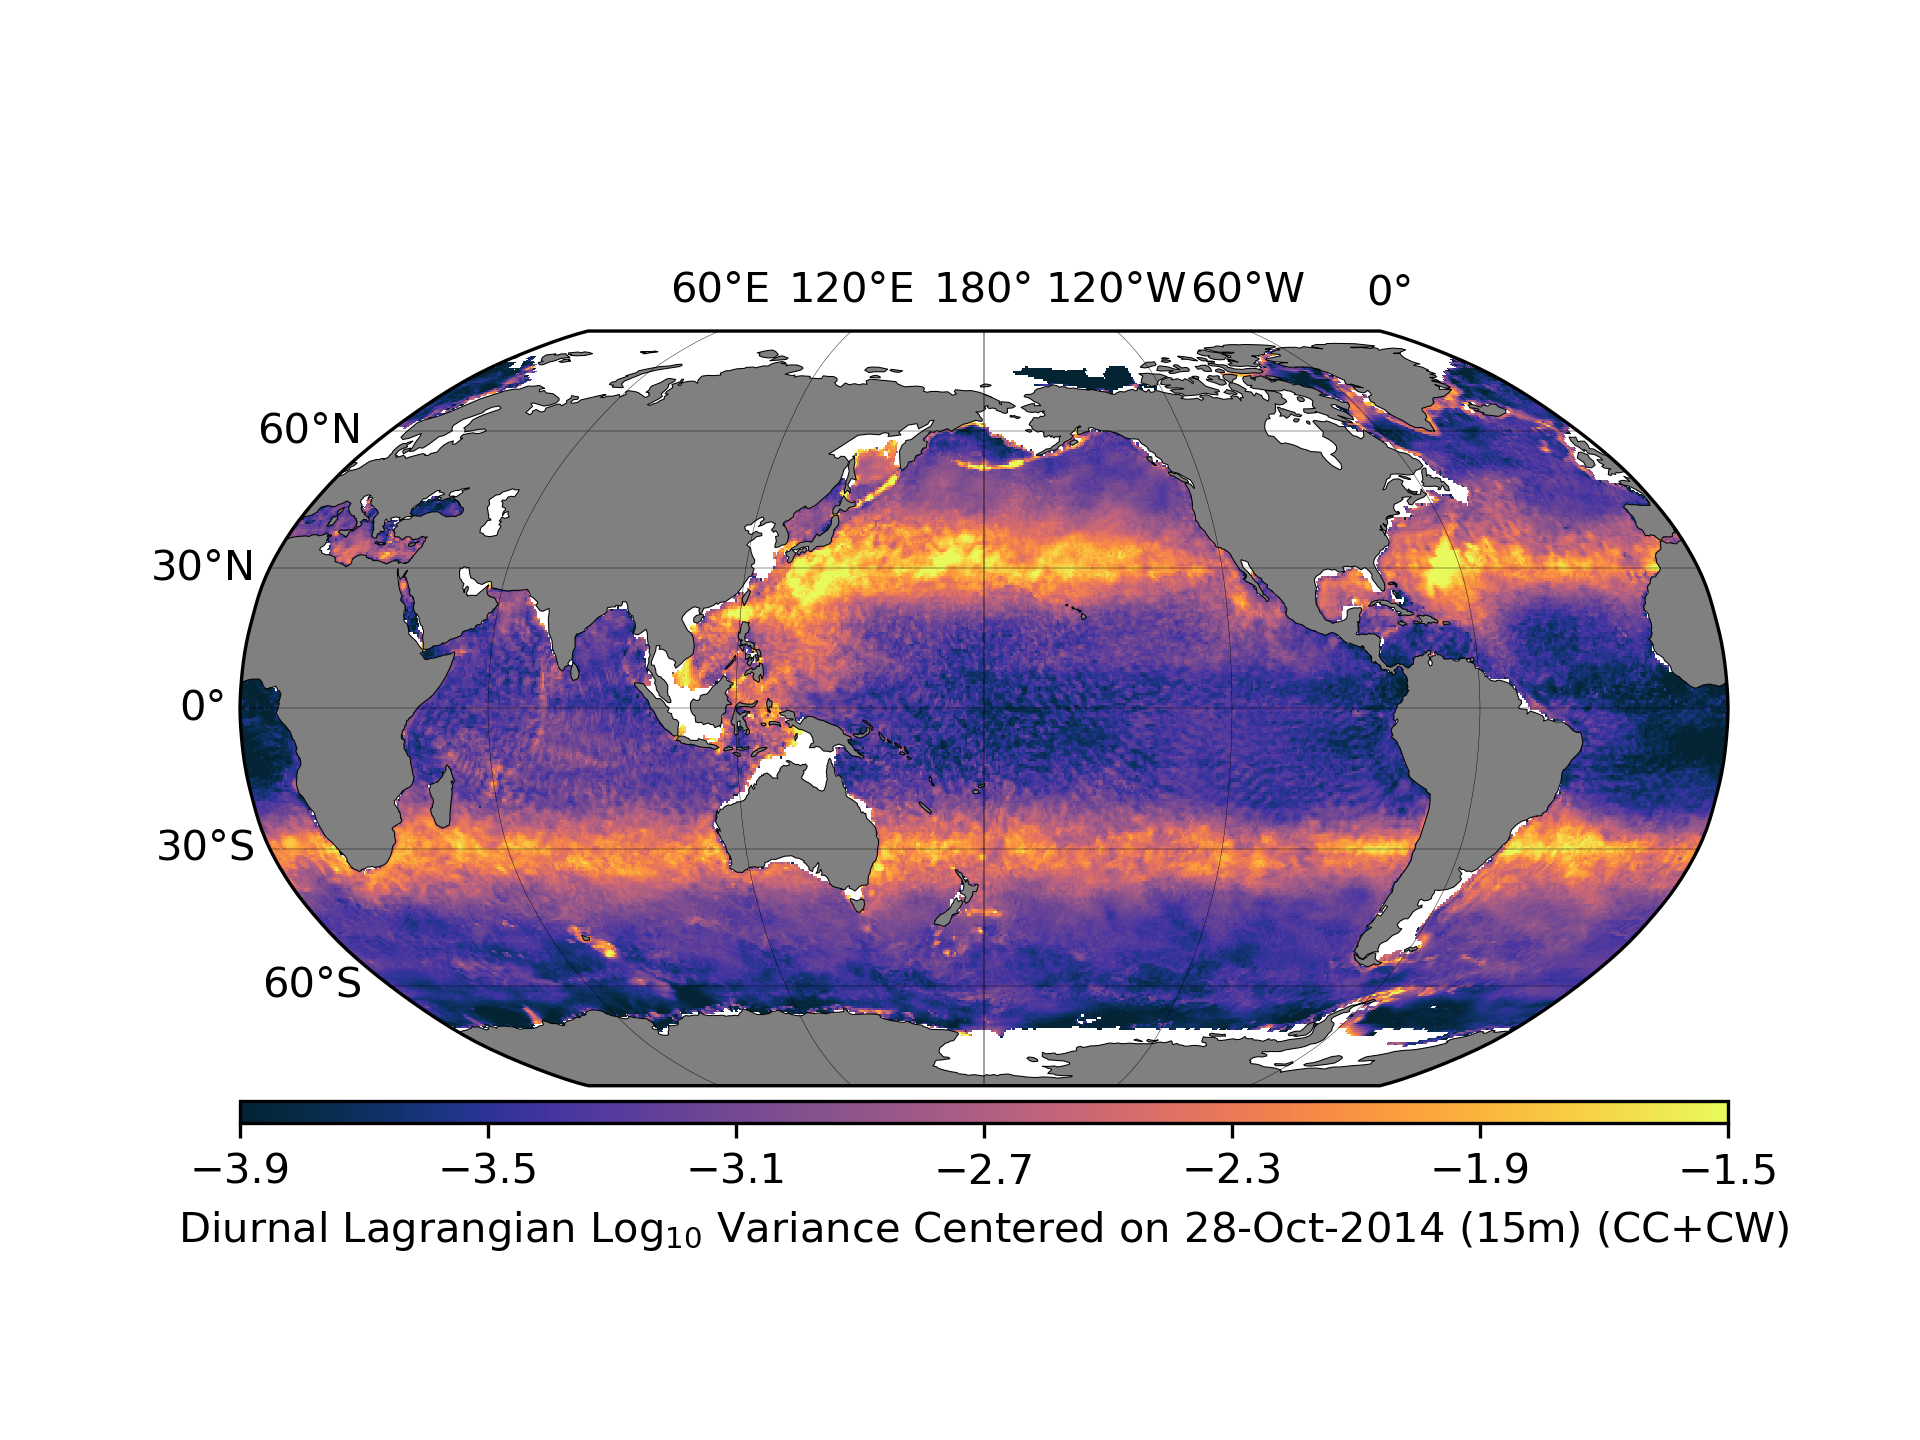 60°E 120°E 180° 120°W 60°W 0°
60°N
30°N
0°
30°S
60°S
−3.9 −3.5 −3.1 −2.7 −2.3 −1.9 −1.5
Diurnal Lagrangian Log₁₀ Variance Centered on 28-Oct-2014 (15m) (CC+CW)